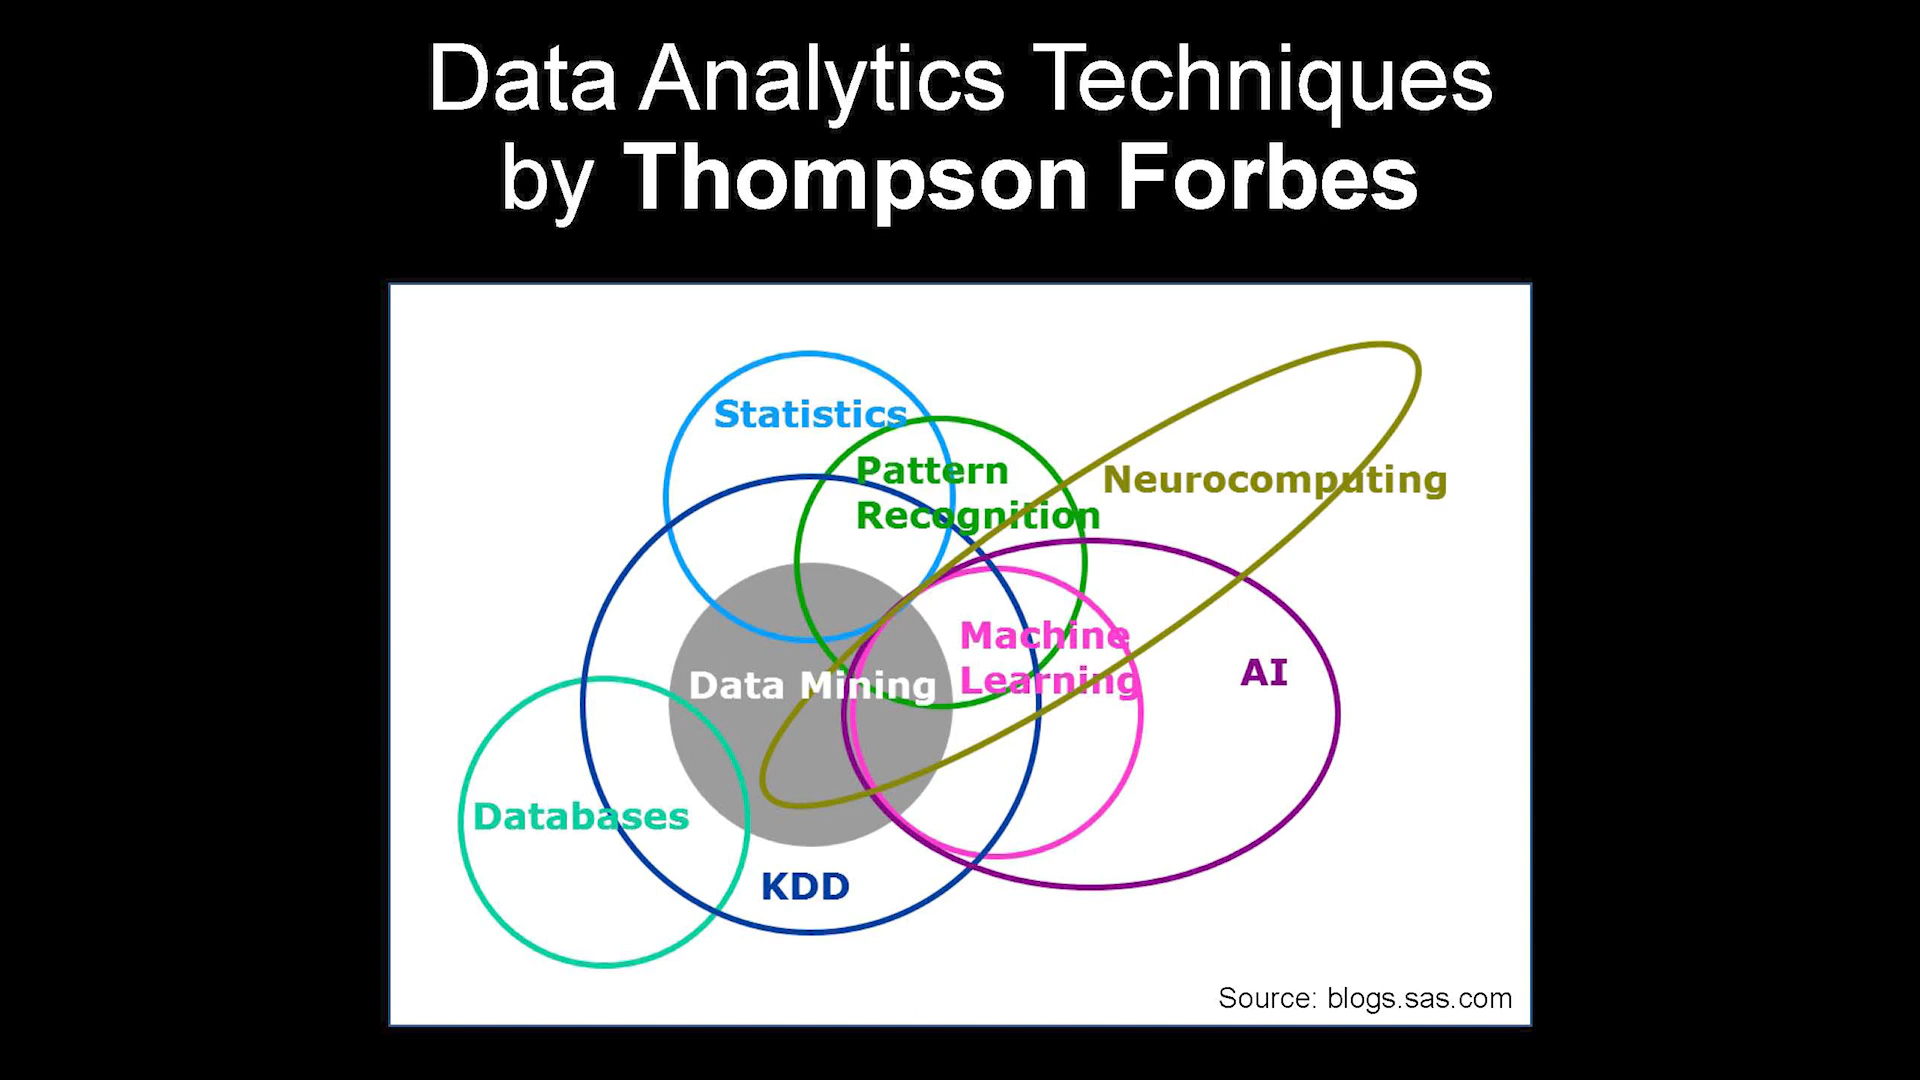 Data Analytics Techniques
by Thompson Forbes
Statistics
Pattern
Recognition
Neurocomputing
Machine
Learning
AI
Data Mining
Databases
KDD
Source: blogs.sas.com